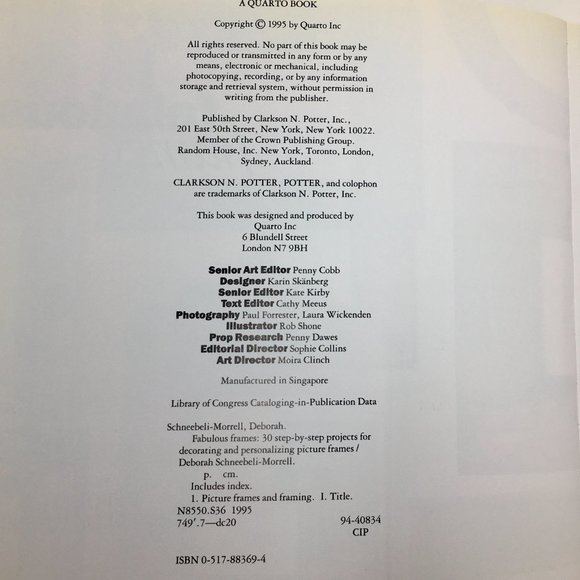 A QUARTO BOOK
Copyright © 1995 by Quarto Inc
All rights reserved. No part of this book may be
reproduced or transmitted in any form or by any
means, electronic or mechanical, including
photocopying, recording, or by any information
storage and retrieval system, without permission in
writing from the publisher.
Published by Clarkson N. Potter, Inc.,
201 East 50th Street, New York, New York 10022.
Member of the Crown Publishing Group.
Random House, Inc. New York, Toronto, London,
Sydney, Auckland
CLARKSON N. POTTER, POTTER, and colophon
are trademarks of Clarkson N. Potter, Inc.
This book was designed and produced by
Quarto Inc
6 Blundell Street
London N7 9BH
Senior Art Editor Penny Cobb
Designer Karin Skånberg
Senior Editor Kate Kirby
Text Editor Cathy Meeus
Photography Paul Forrester, Laura Wickenden
Illustrator Rob Shone
Prop Research Penny Dawes
Editorial Director Sophie Collins
Art Director Moira Clinch
Manufactured in Singapore
Library of Congress Cataloging-in-Publication Data
Schneebeli-Morrell, Deborah.
Fabulous frames: 30 step-by-step projects for
decorating and personalizing picture frames /
Deborah Schneebeli-Morrell.
p. cm.
Includes index.
1. Picture frames and framing. I. Title.
N8550.S36 1995
749′.7—dc20 94-40834
CIP
ISBN 0-517-88369-4